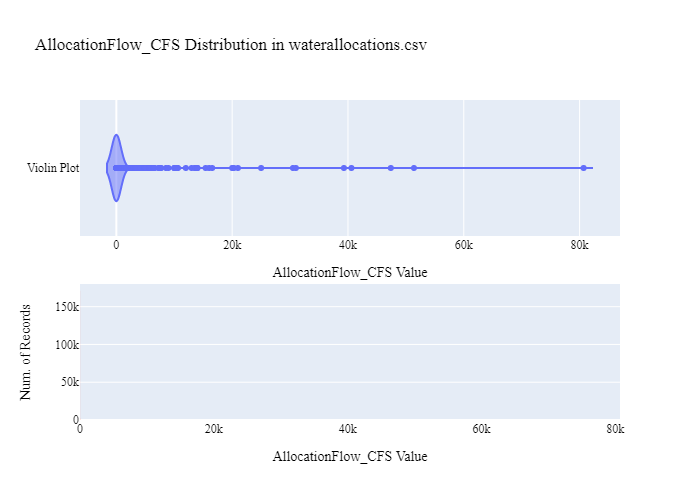 AllocationFlow_CFS Distribution in waterallocations.csv
Violin Plot
0 20k 40k 60k 80k
AllocationFlow_CFS Value
Num. of Records
150k
100k
50k
0
0 20k 40k 60k 80k
AllocationFlow_CFS Value